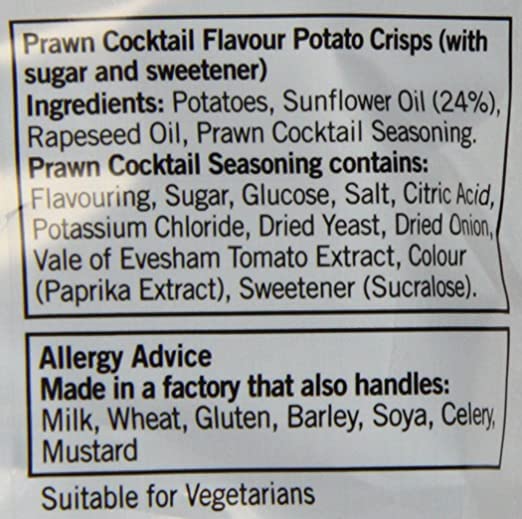 Prawn Cocktail Flavour Potato Crisps (with
sugar and sweetener)
Ingredients: Potatoes, Sunflower Oil (24%),
Rapeseed Oil, Prawn Cocktail Seasoning.
Prawn Cocktail Seasoning contains:
Flavouring, Sugar, Glucose, Salt, Citric Acid,
Potassium Chloride, Dried Yeast, Dried Onion,
Vale of Evesham Tomato Extract, Colour
(Paprika Extract), Sweetener (Sucralose).
Allergy Advice
Made in a factory that also handles:
Milk, Wheat, Gluten, Barley, Soya, Celery,
Mustard
Suitable for Vegetarians